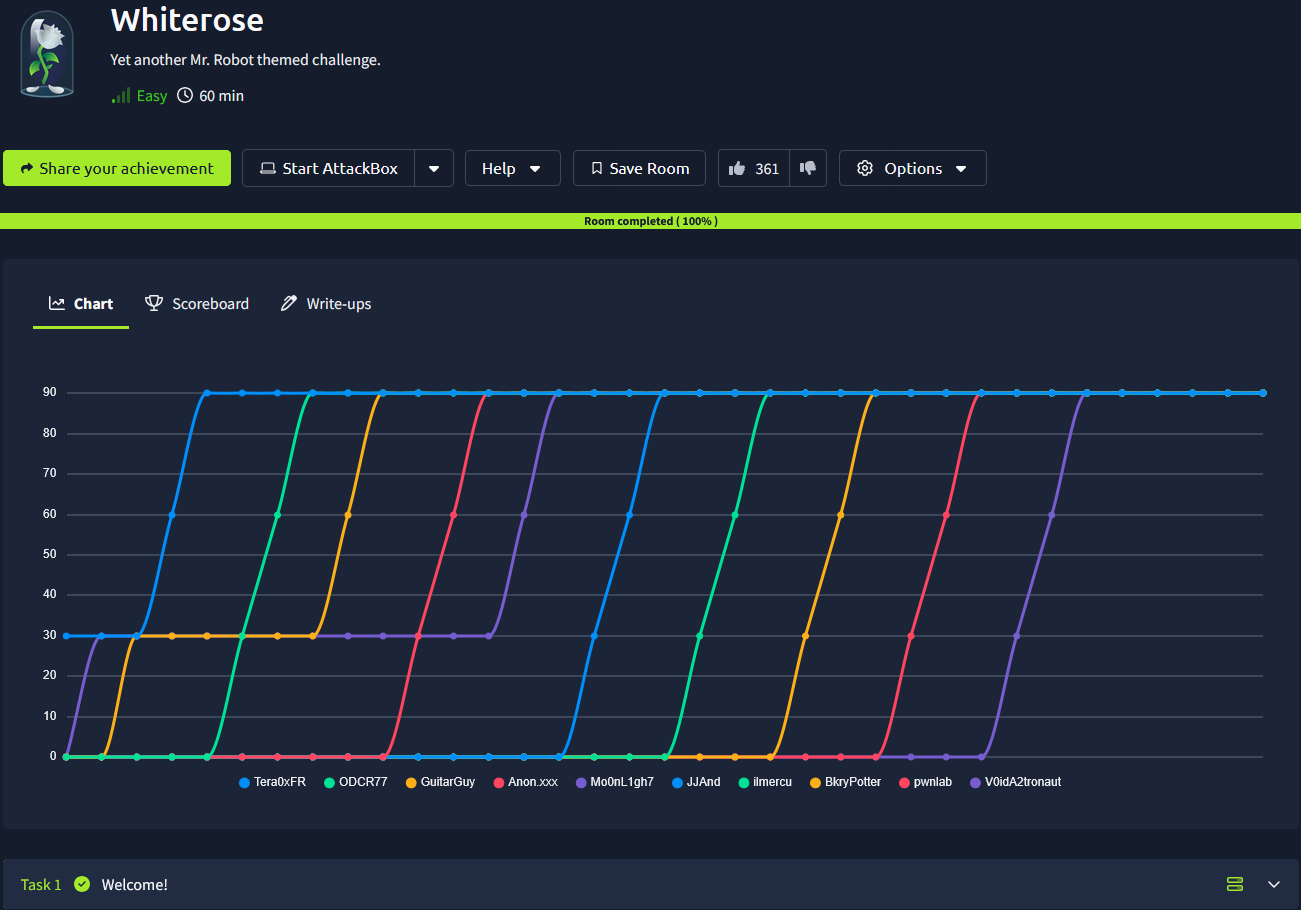 Whiterose
Yet another Mr. Robot themed challenge.
Easy 60 min
Share your achievement Start AttackBox Help Save Room 361 Options
Room completed ( 100% )
Chart Scoreboard Write-ups
90
80
70
60
50
40
30
20
10
0
Tera0xFR ODCR77 GuitarGuy Anon.xxx Mo0nL1gh7 JJAnd ilmercu BkryPotter pwnlab V0idA2tronaut
Task 1 Welcome!